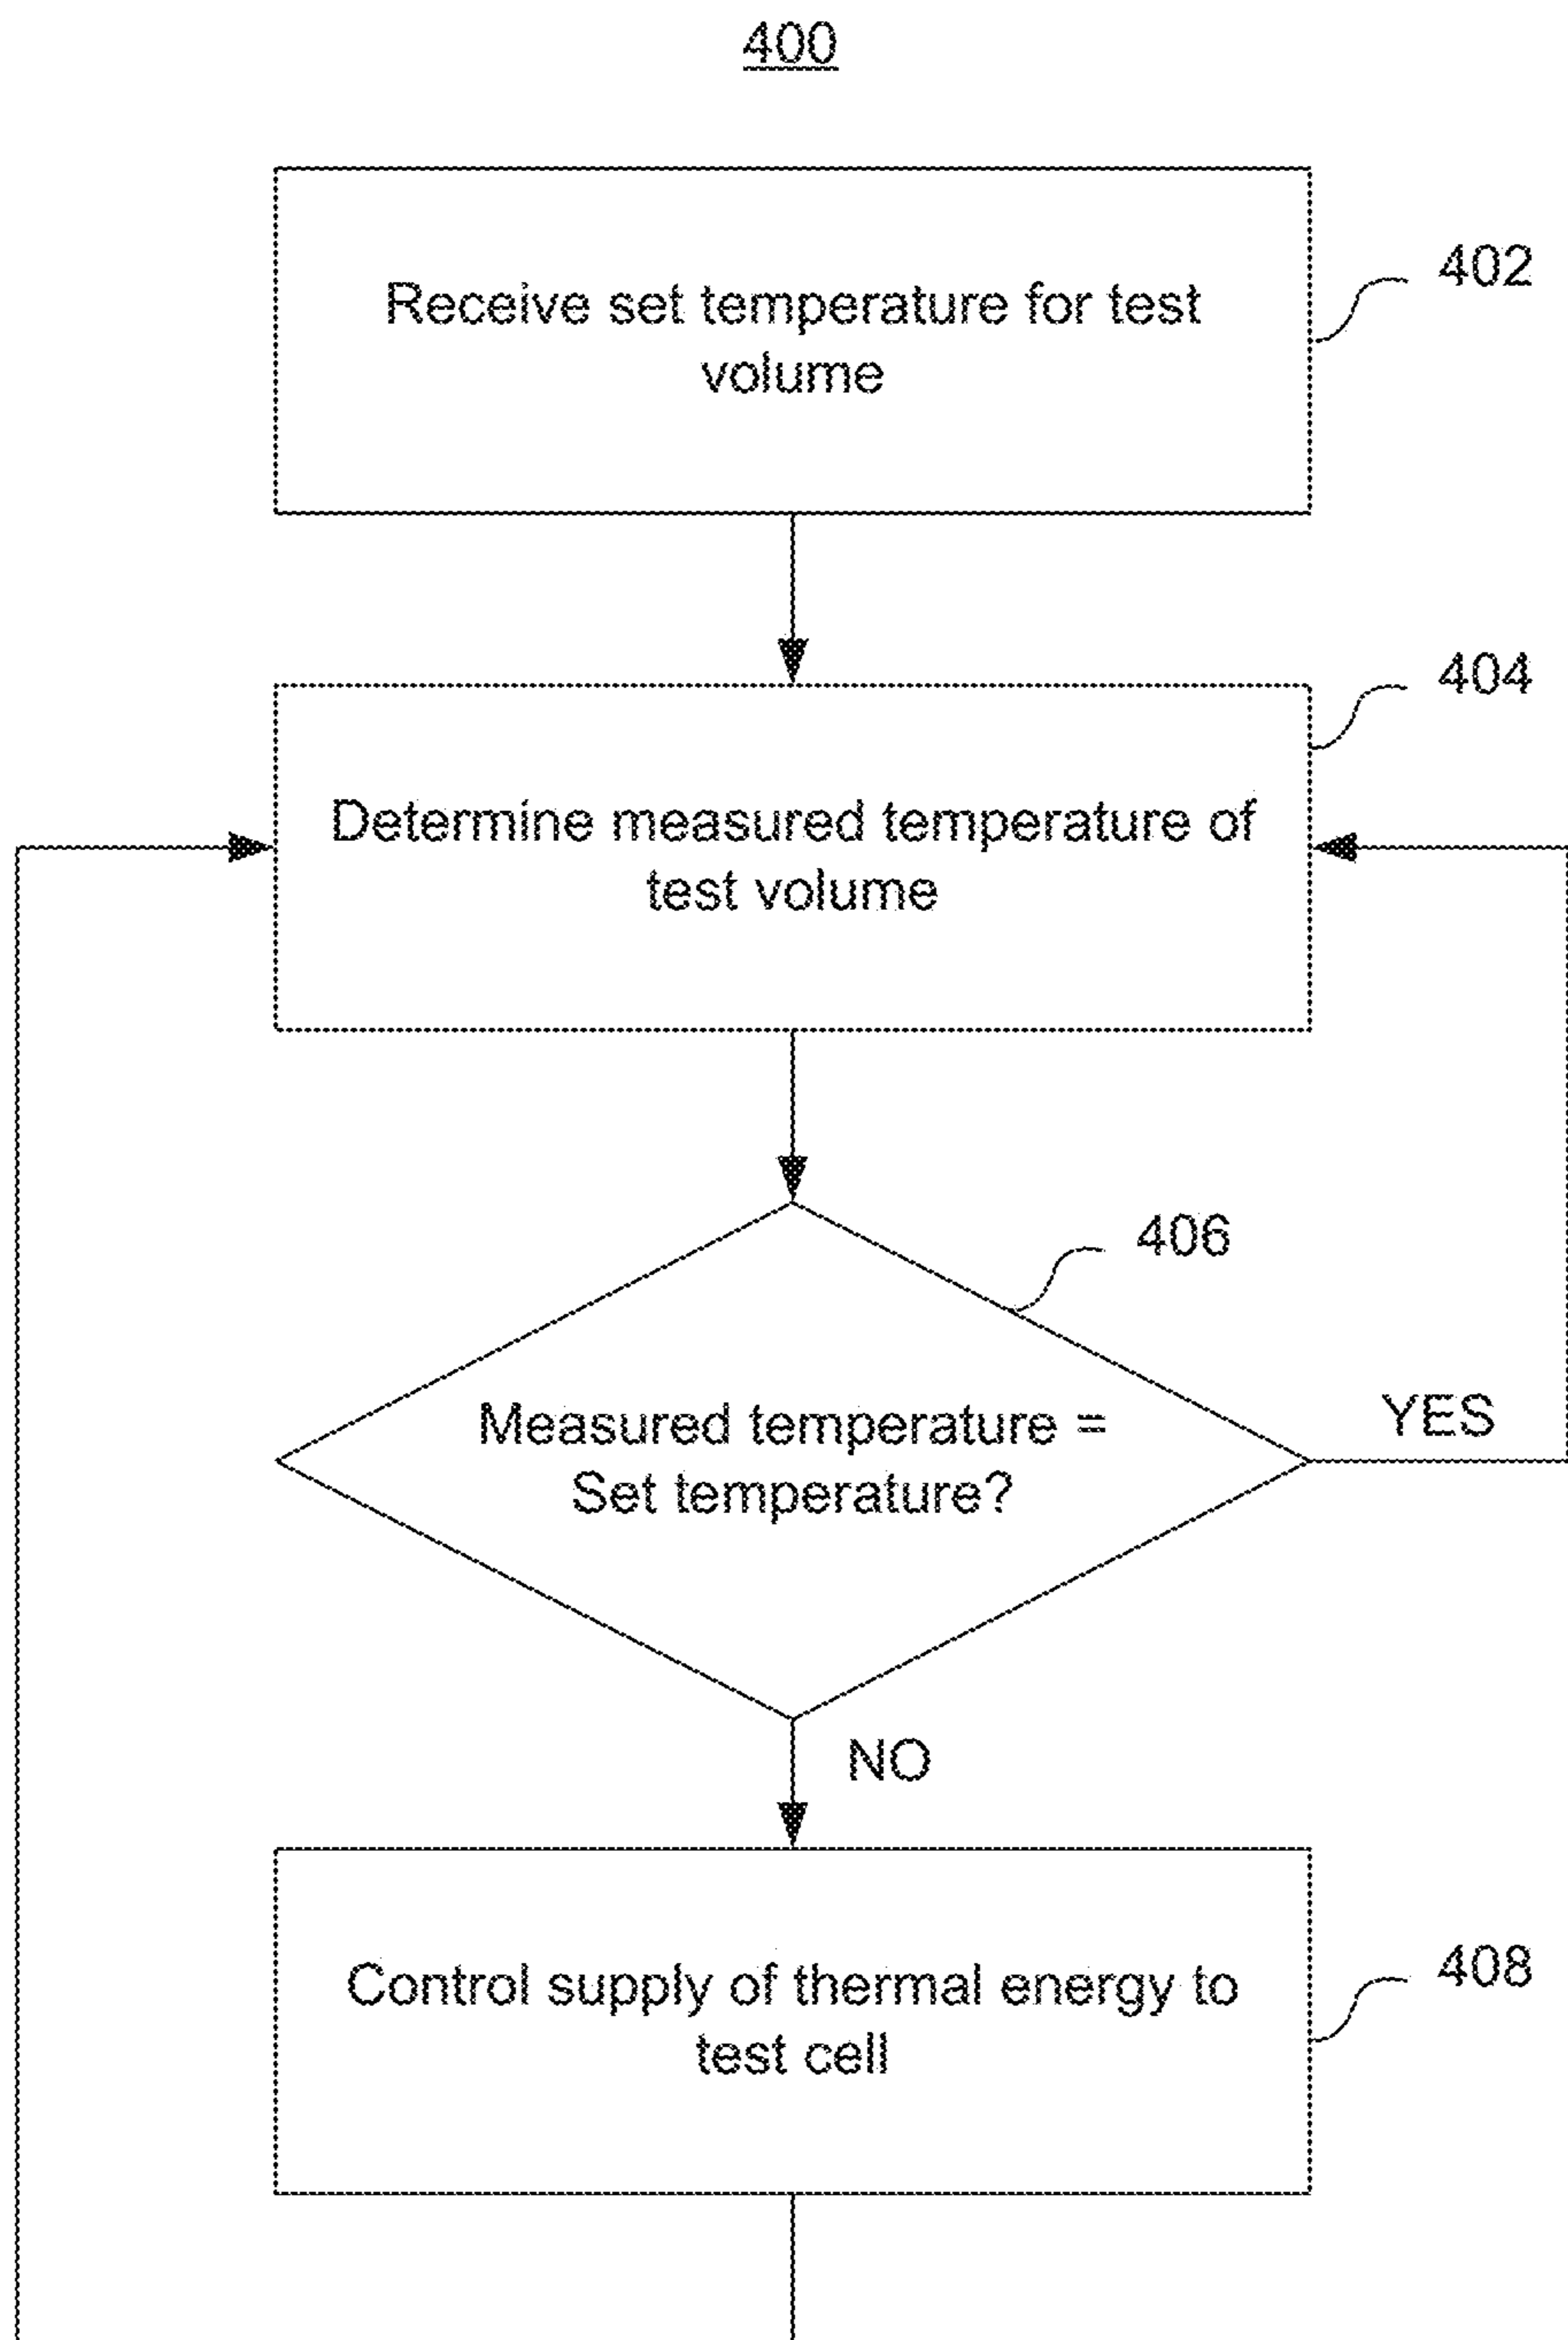 400
Receive set temperature for test
volume
402
404
Determine measured temperature of
test volume
406
Measured temperature =
Set temperature?
YES
NO
Control supply of thermal energy to
test cell
408